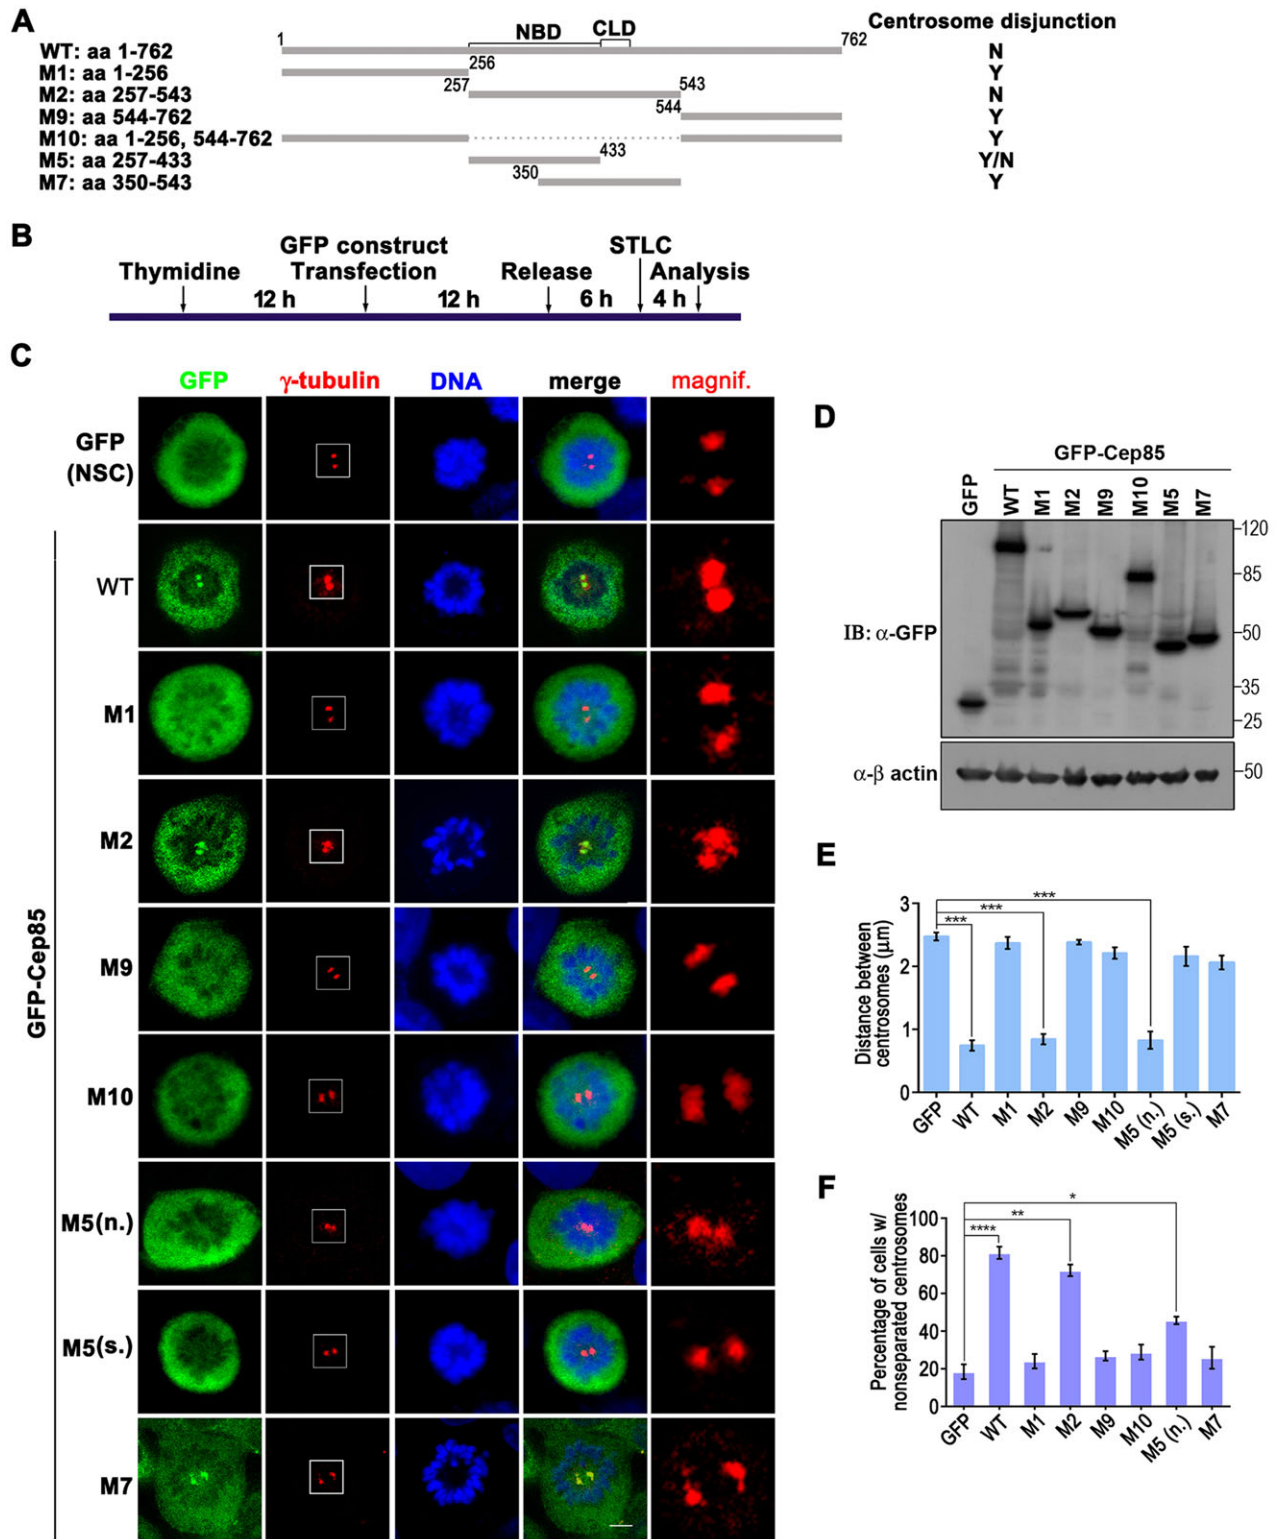 A
1
NBD
CLD
762
Centrosome disjunction
WT: aa 1-762
N
M1: aa 1-256
256
Y
M2: aa 257-543
257
543
N
M9: aa 544-762
544
Y
M10: aa 1-256, 544-762
Y
M5: aa 257-433
433
Y/N
M7: aa 350-543
350
Y
B
GFP construct
STLC
Thymidine
Transfection
Release
Analysis
12 h
12 h
6 h
4 h
C
GFP
γ-tubulin
DNA
merge
magnif.
GFP
(NSC)
WT
M1
M2
M9
M10
M5(n.)
M5(s.)
M7
GFP-Cep85
D
GFP-Cep85
GFP
WT
M1
M2
M9
M10
M5
M7
120
85
50
35
25
IB: α-GFP
α-β actin
50
E
Distance between
centrosomes (μm)
3
2
1
0
***
***
***
GFP
WT
M1
M2
M9
M10
M5 (n.)
M5 (s.)
M7
F
Percentage of cells w/
nonseparated centrosomes
100
80
60
40
20
0
*
**
****
GFP
WT
M1
M2
M9
M10
M5 (n.)
M7